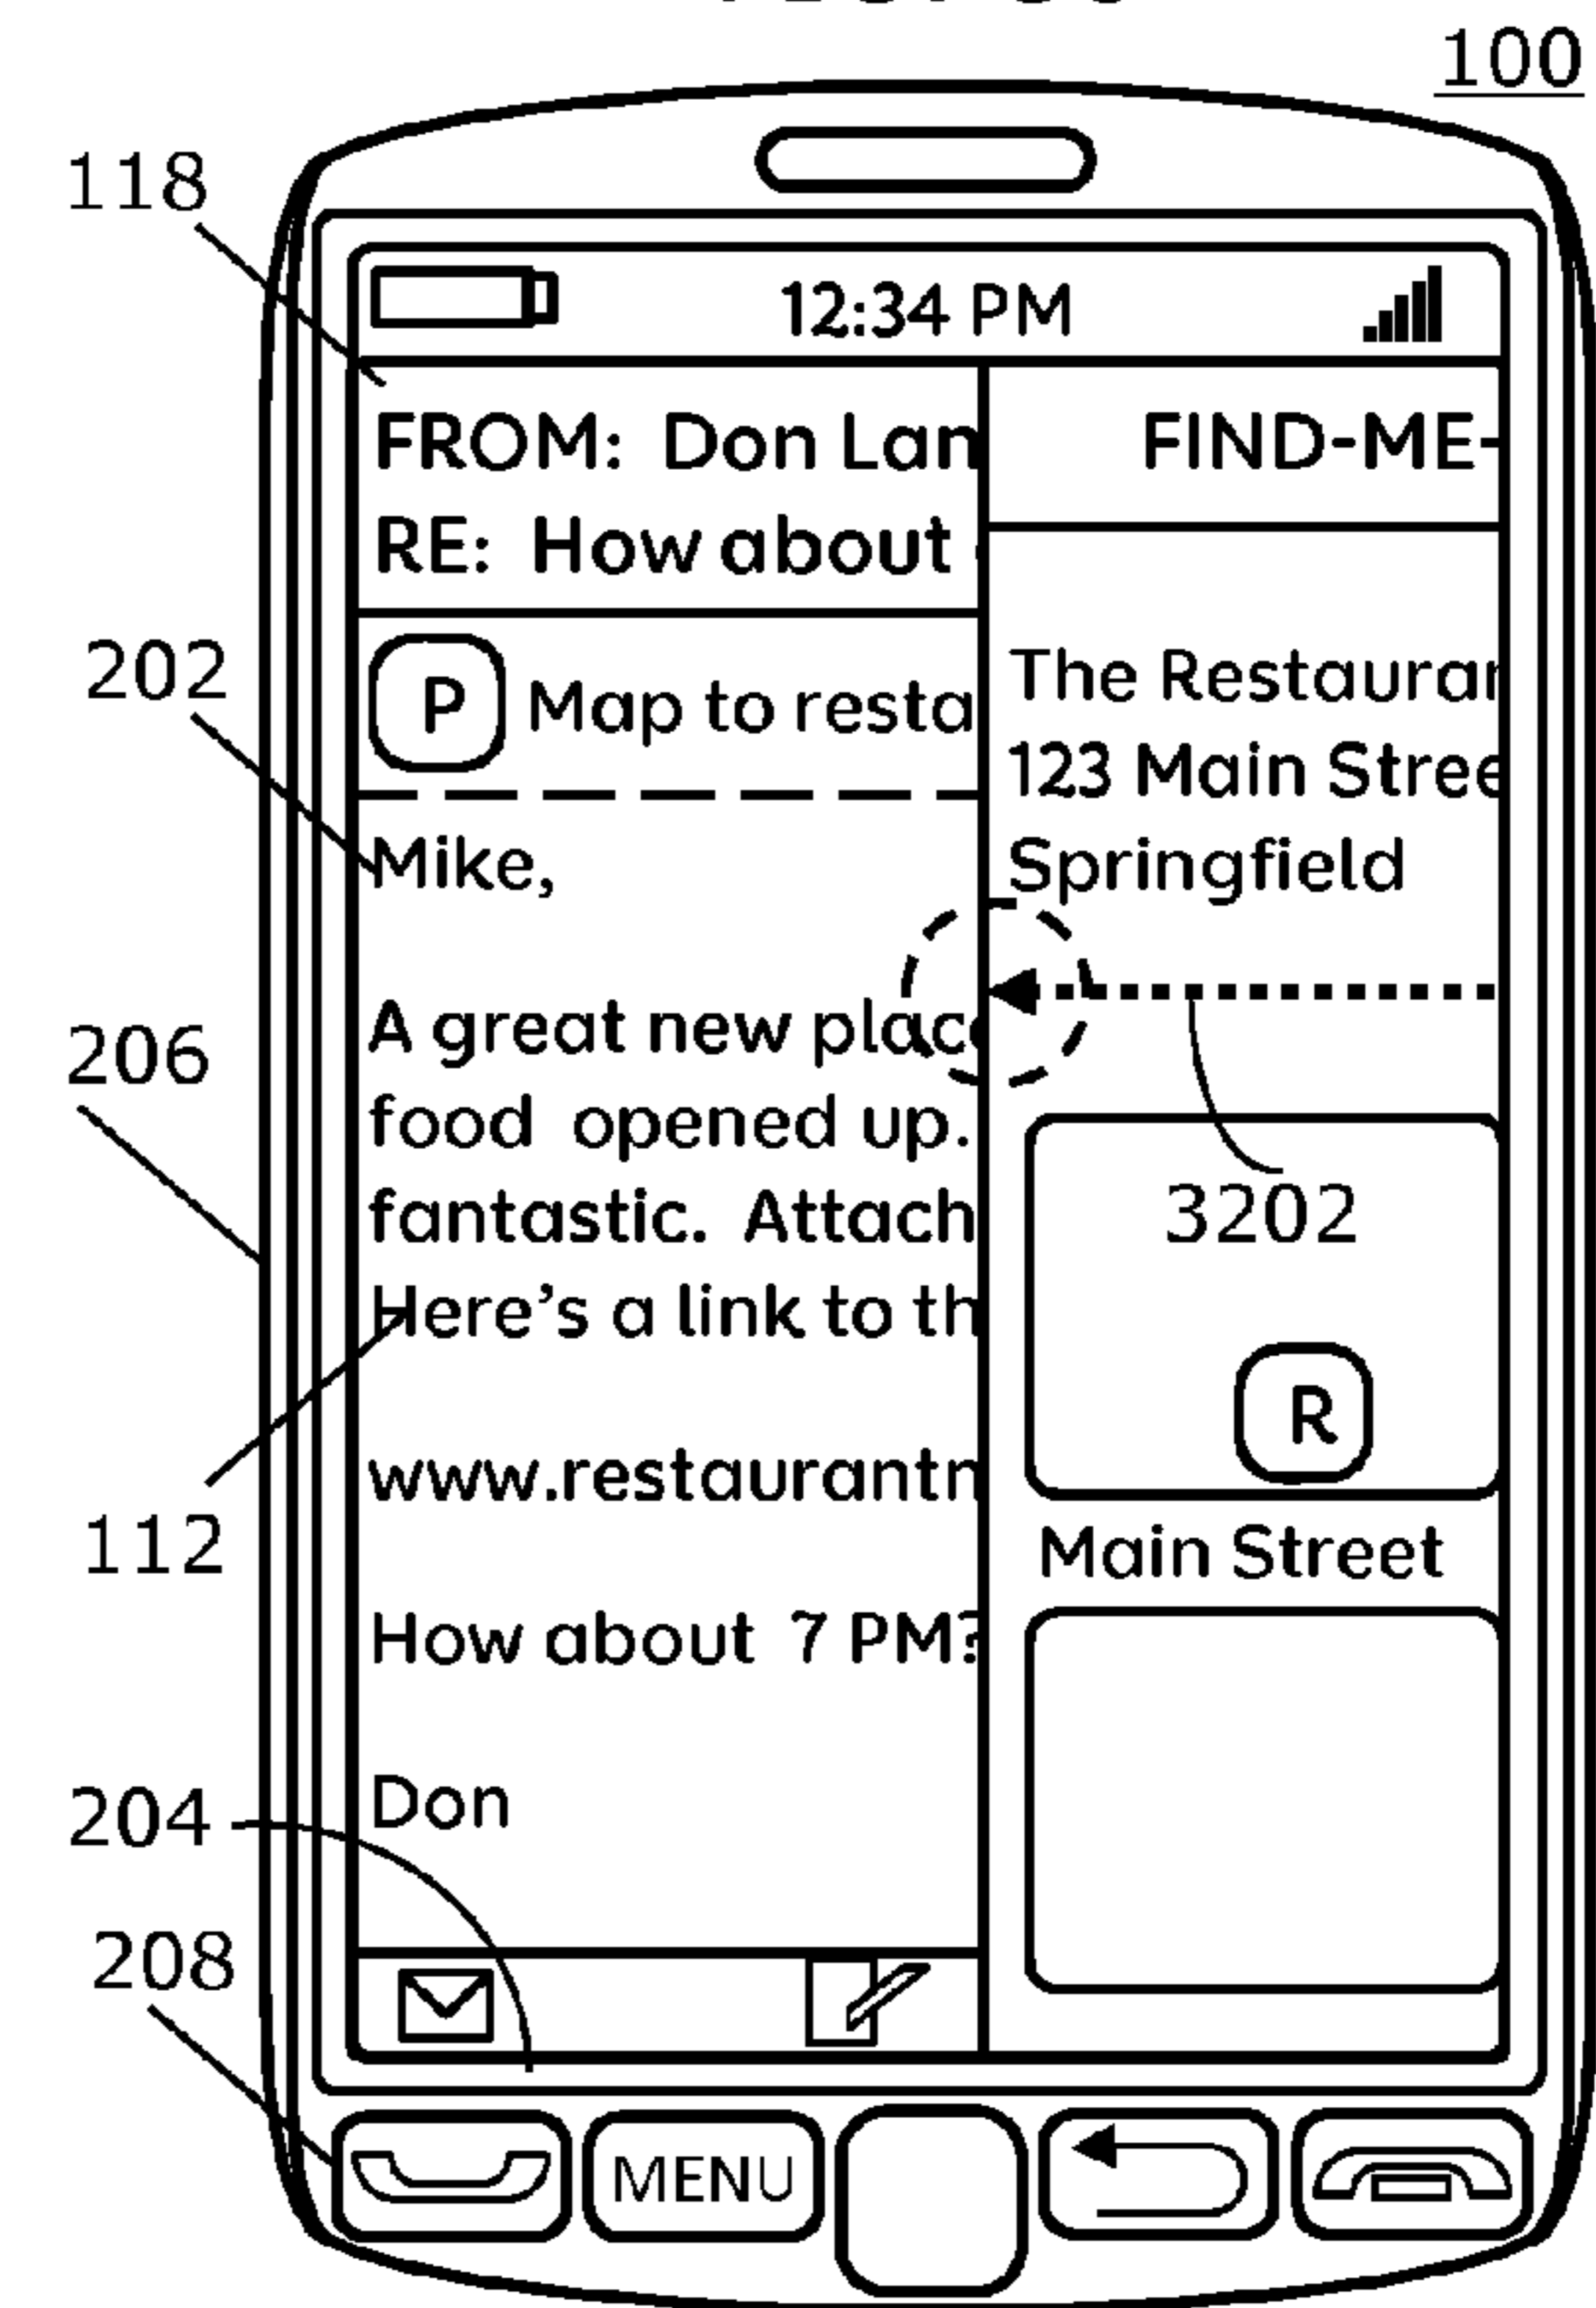 100
118
12:34 PM
FROM: Don Lan
FIND-ME-
RE: How about
202
P Map to resta
The Restaura
123 Main Stree
Mike,
Springfield
206
A great new plac
food opened up.
fantastic. Attach
3202
Here's a link to th
R
www.restaurantn
112
Main Street
How about 7 PM?
204
Don
208
MENU